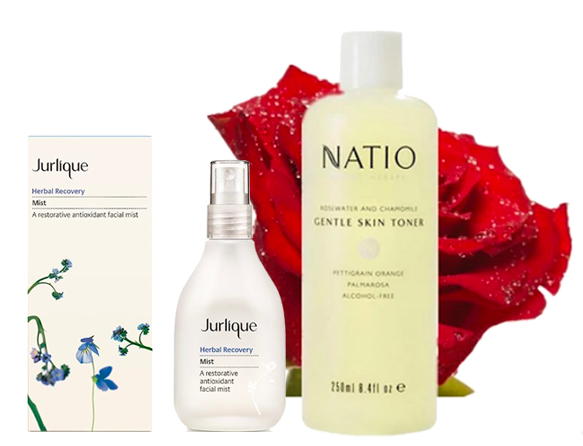 Jurlique
Herbal Recovery
Mist
A restorative antioxidant facial mist
Jurlique
Herbal Recovery
Mist
A restorative
antioxidant
facial mist
NATIO
ROSEWATER AND CHAMOMILE
GENTLE SKIN TONER
PETTIGRAIN ORANGE
PALMAROSA
ALCOHOL-FREE
250ml 8.4fl oz e